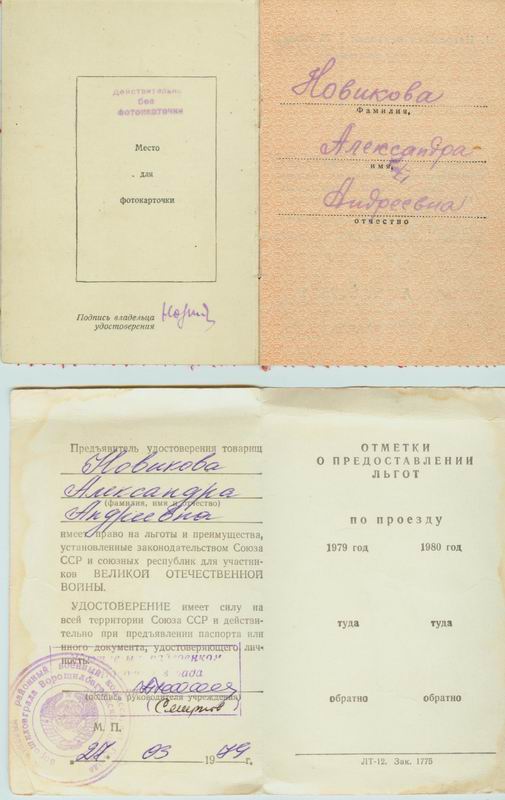 действительно
без
фотокарточки
Место
для
фотокарточки
Подпись владельца
удостоверения
Новикова
Фамилия,
Александра
имя,
Андреевна
отчество
Предъявитель удостоверения товарищ
Новикова
Александра
(фамилия, имя и отчество)
Андреевна
имеет право на льготы и преимущества,
установленные законодательством Союза
ССР и союзных республик для участни-
ков ВЕЛИКОЙ ОТЕЧЕСТВЕННОЙ
ВОЙНЫ.
УДОСТОВЕРЕНИЕ имеет силу на
всей территории Союза ССР и действи-
тельно при предъявлении паспорта или
иного документа, удостоверяющего лич-
ность.
(подпись руководителя учреждения)
М. П.
„27" 03 1979 г.
ОТМЕТКИ
О ПРЕДОСТАВЛЕНИИ
ЛЬГОТ
по проезду
1979 год 1980 год
туда туда
обратно обратно
ЛТ-12. Зак. 1775